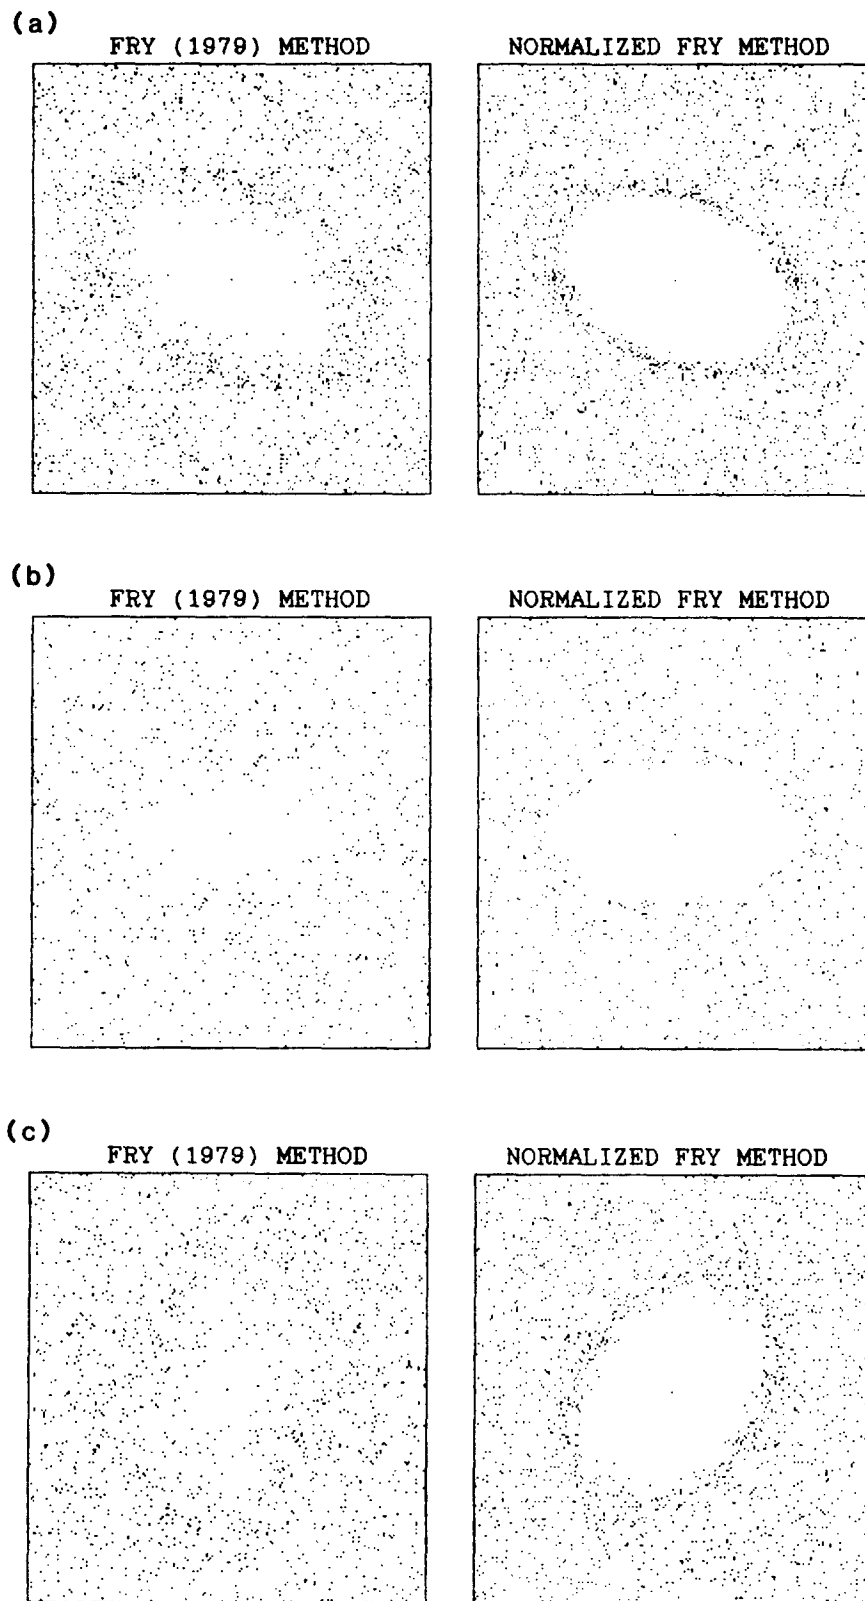 (a)
FRY (1979) METHOD
NORMALIZED FRY METHOD
(b)
FRY (1979) METHOD
NORMALIZED FRY METHOD
(c)
FRY (1979) METHOD
NORMALIZED FRY METHOD